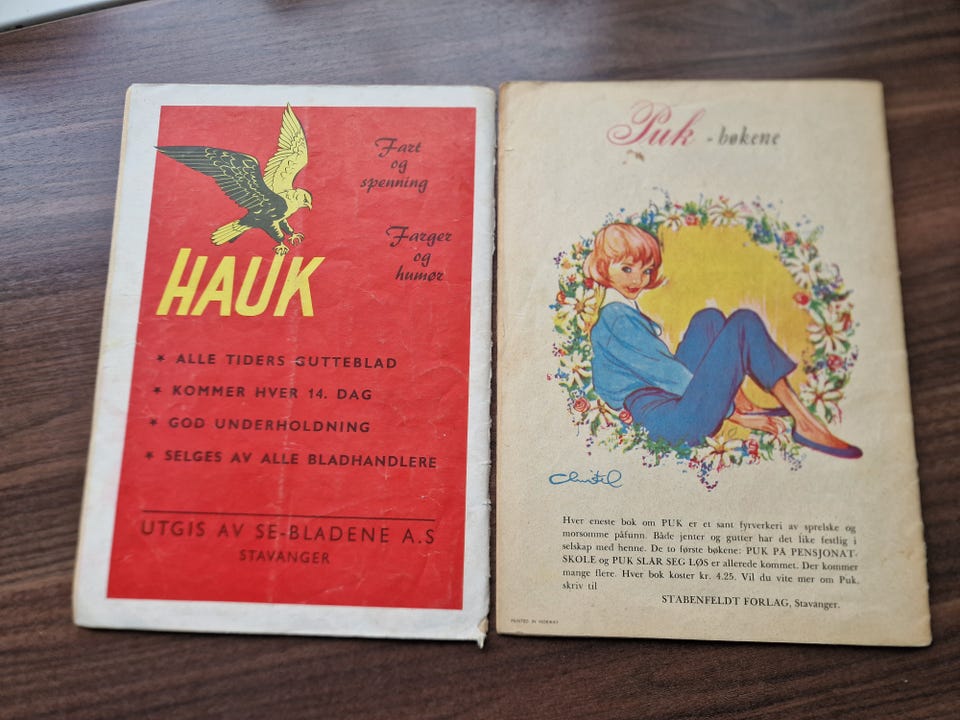 Fart
og
spenning
Farger
og
humør
HAUK
* ALLE TIDERS GUTTEBLAD
* KOMMER HVER 14. DAG
* GOD UNDERHOLDNING
* SELGES AV ALLE BLADHANDLERE
UTGIS AV SE-BLADENE A.S
STAVANGER
Puk - bøkene
Hver eneste bok om PUK er et sant fyrverkeri av sprelske og
morsomme påfunn. Både jenter og gutter har det like festlig i
selskap med henne. De to første bøkene: PUK PÅ PENSJONAT-
SKOLE og PUK SLÅR SEG LØS er allerede kommet. Der kommer
mange flere. Hver bok koster kr. 4.25. Vil du vite mer om Puk.
skriv til
STABENFELDT FORLAG, Stavanger.
PRINTED IN NORWAY